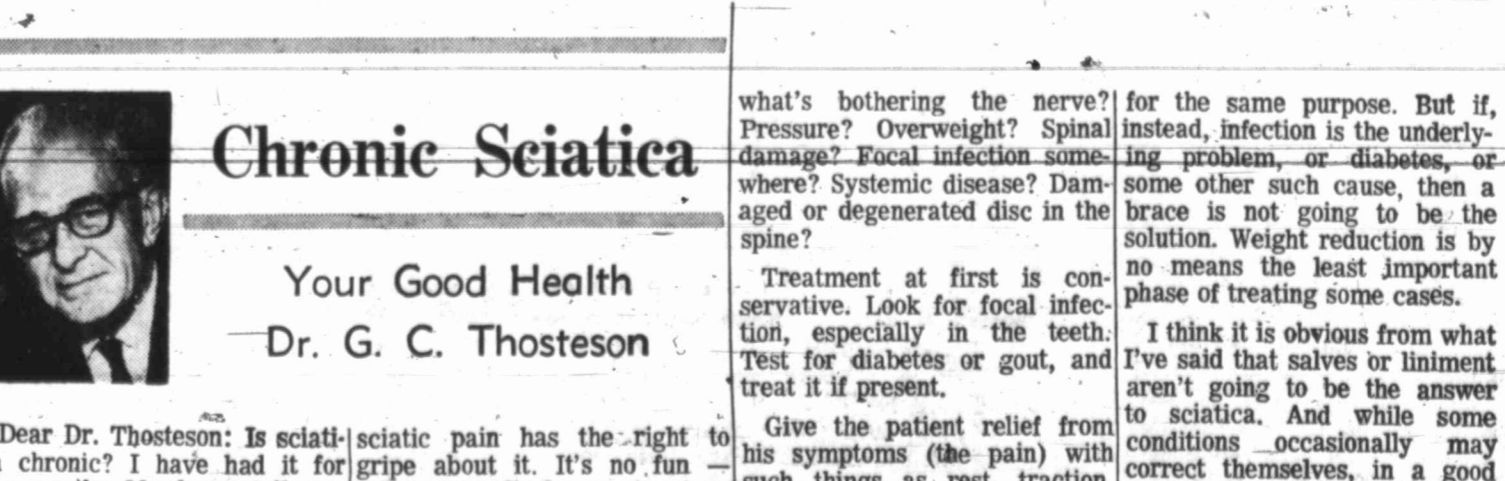 Chronic Sciatica
Your Good Health
Dr. G. C. Thosteson
Dear Dr. Thosteson: Is sciati-
chronic? I have had it for
sciatic pain has the right to
gripe about it. It's no fun —
what's bothering the nerve?
Pressure? Overweight? Spinal
damage? Focal infection some-
where? Systemic disease? Dam-
aged or degenerated disc in the
spine?
Treatment at first is con-
servative. Look for focal infec-
tion, especially in the teeth.
Test for diabetes or gout, and
treat it if present.
Give the patient relief from
his symptoms (the pain) with
such things as rest, traction,
for the same purpose. But if,
instead, infection is the underly-
ing problem, or diabetes, or
some other such cause, then a
brace is not going to be the
solution. Weight reduction is by
no means the least important
phase of treating some cases.
I think it is obvious from what
I've said that salves or liniment
aren't going to be the answer
to sciatica. And while some
conditions occasionally may
correct themselves, in a good